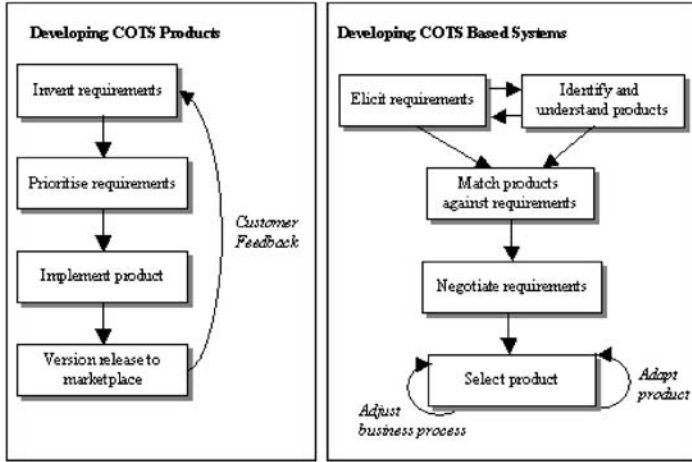 Developing COTS Products
Invent requirements
Prioritise requirements
Customer
Feedback
Implement product
Version release to
marketplace
Developing COTS Based Systems
Elicit requirements
Identify and
understand products
Match products
against requirements
Negotiate requirements
Select product
Adapt
product
Adjust
business process